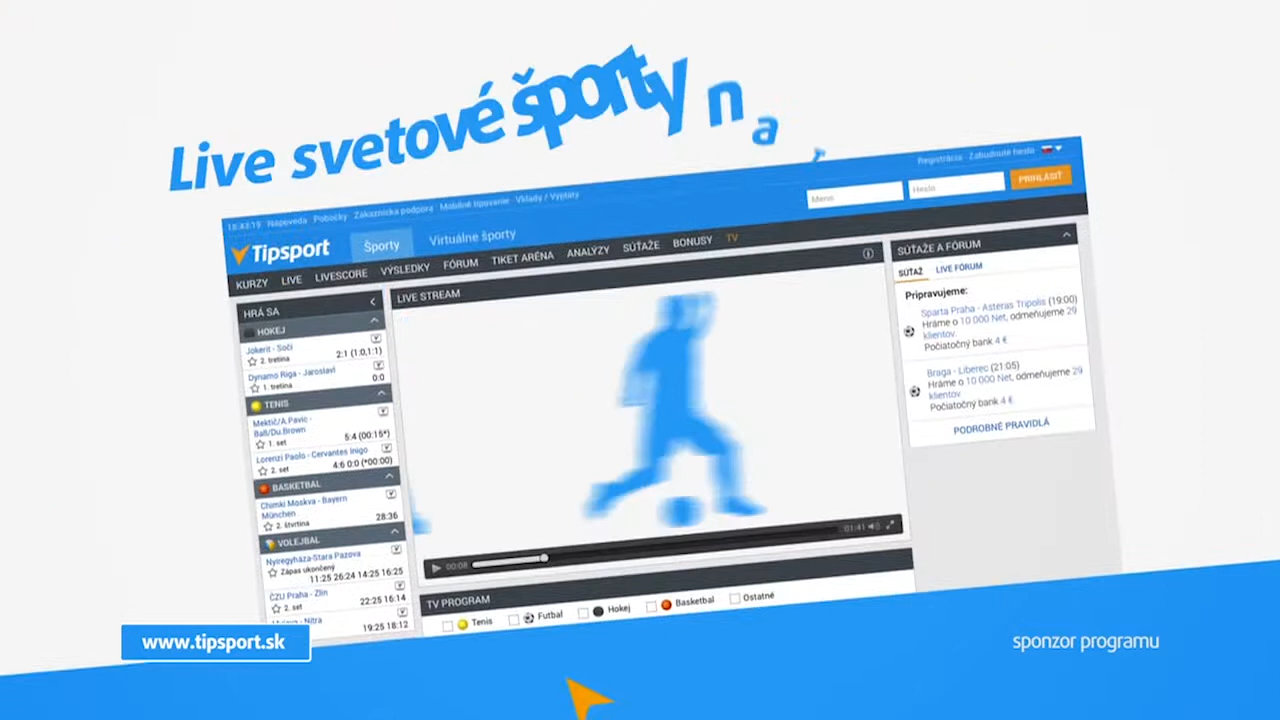 Live svetové športy na
Registrácia Zabudnuté heslo
18:43:19 Nápoveda Pobočky Zákaznícka podpora Mobilné tipovanie Vklady / Výplaty
Meno Heslo PRIHLÁSIŤ
Tipsport Športy Virtuálne športy
KURZY LIVE LIVESCORE VÝSLEDKY FÓRUM TIKET ARÉNA ANALÝZY SÚŤAŽE BONUSY TV
HRÁ SA
HOKEJ
Jokerit - Soči
2. tretina 2:1 (1:0,1:1)
Dynamo Riga - Jaroslavľ
1. tretina 0:0
TENIS
Mektič/A.Pavic -
Ball/Du.Brown
1. set 5:4 (00:15*)
Lorenzi Paolo - Cervantes Inigo
2. set 4:6 0:0 (*00:00)
BASKETBAL
Chimki Moskva - Bayern
München
2. štvrtina 28:36
VOLEJBAL
Nyiregyháza-Stara Pazova
Zápas ukončený
11:25 26:24 14:25 16:25
ČZU Praha - Zlín
2. set 22:25 16:14
- Nitra
19:25 18:12
LIVE STREAM
00:08 01:41
TV PROGRAM
Tenis Futbal Hokej Basketbal Ostatné
SÚŤAŽE A FÓRUM
SÚŤAŽ LIVE FÓRUM
Pripravujeme:
Sparta Praha - Asteras Tripolis (19:00)
Hráme o 10 000 Net, odmeňujeme 29
klientov.
Počiatočný bank 4 €
Braga - Liberec (21:05)
Hráme o 10 000 Net, odmeňujeme 29
klientov
Počiatočný bank 4 €
PODROBNÉ PRAVIDLÁ
www.tipsport.sk
sponzor programu